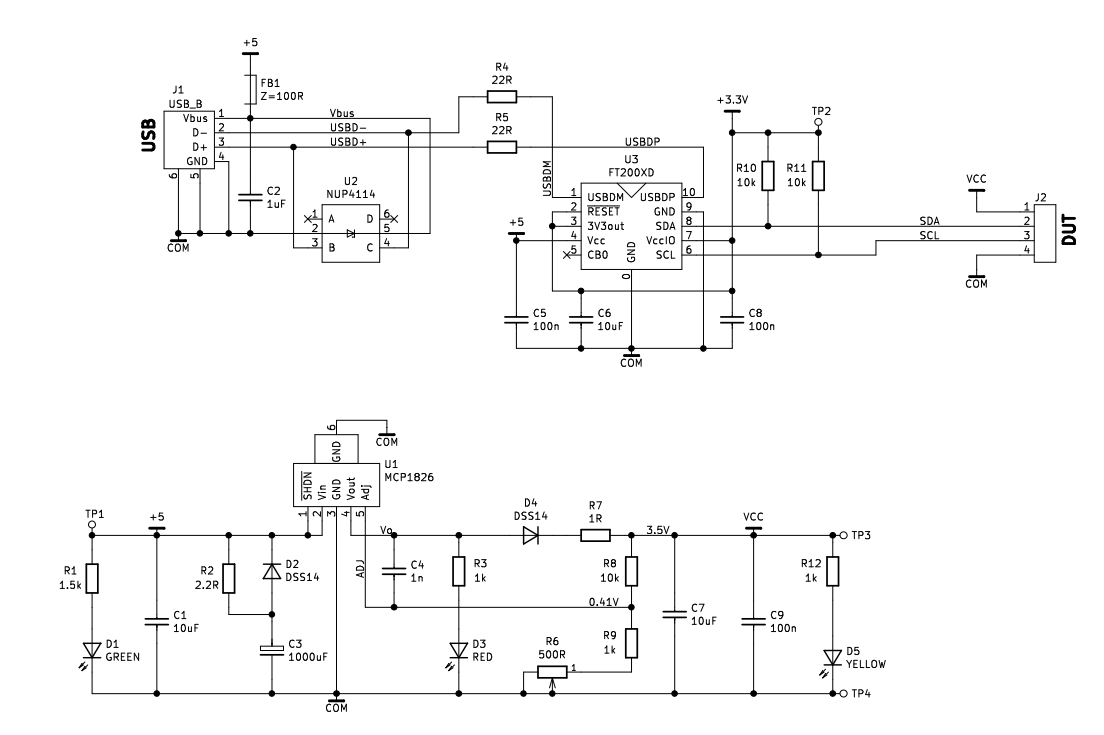 +5
FB1
Z=100R
J1
USB_B
USB
Vbus
D-
D+
GND
1
2
3
4
6
5
Vbus
USBD-
USBD+
C2
1uF
COM
U2
NUP4114
1
2
3
A
B
D
C
6
5
4
R4
22R
R5
22R
USBDM
USBDP
U3
FT200XD
1
2
3
4
5
USBDM
RESET
3V3out
Vcc
CB0
USBDP
GND
SDA
VccIO
SCL
10
9
8
7
6
GND
0
+5
C5
100n
C6
10uF
C8
100n
COM
+3.3V
TP2
R10
10k
R11
10k
SDA
SCL
VCC
J2
1
2
3
4
DUT
COM
6
GND
COM
U1
MCP1826
SHDN
Vin
GND
Vout
Adj
1
2
3
4
5
TP1
+5
R1
1.5k
D1
GREEN
C1
10uF
R2
2.2R
D2
DSS14
C3
1000uF
COM
Vo
ADJ
C4
1n
R3
1k
D3
RED
D4
DSS14
R7
1R
3.5V
R8
10k
0.41V
R9
1k
R6
500R
1
C7
10uF
VCC
C9
100n
R12
1k
D5
YELLOW
TP3
TP4